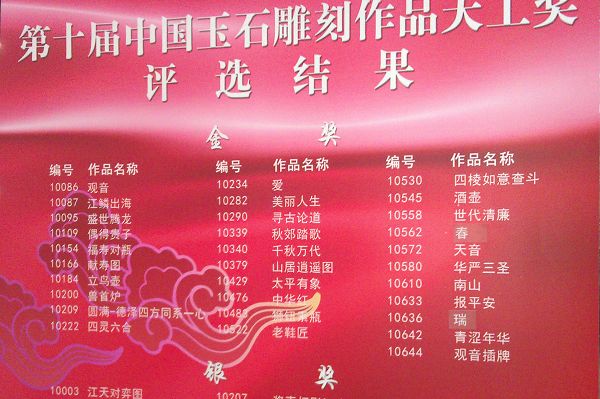 第十届中国玉石雕刻作品天工奖
评选结果
金奖
编号 作品名称
10086 观音
10087 江鳞出海
10095 盛世腾龙
10109 偶得贵子
10154 福寿对瓶
10166 献寿图
10184 立鸟壶
10200 兽首炉
10209 圆满-德泽四方同系一心
10222 四灵六合
编号 作品名称
10234 爱
10282 美丽人生
10290 寻古论道
10339 秋郊踏歌
10340 千秋万代
10379 山居逍遥图
10429 太平有象
10476 中华红
10483
10522 老鞋匠
编号 作品名称
10530 四棱如意查斗
10545 酒壶
10558 世代清廉
10562 春
10572 天音
10580 华严三圣
10610 南山
10633 报平安
10636 瑞
10642 青涩年华
10644 观音插牌
银奖
10003 江天对弈图
10207